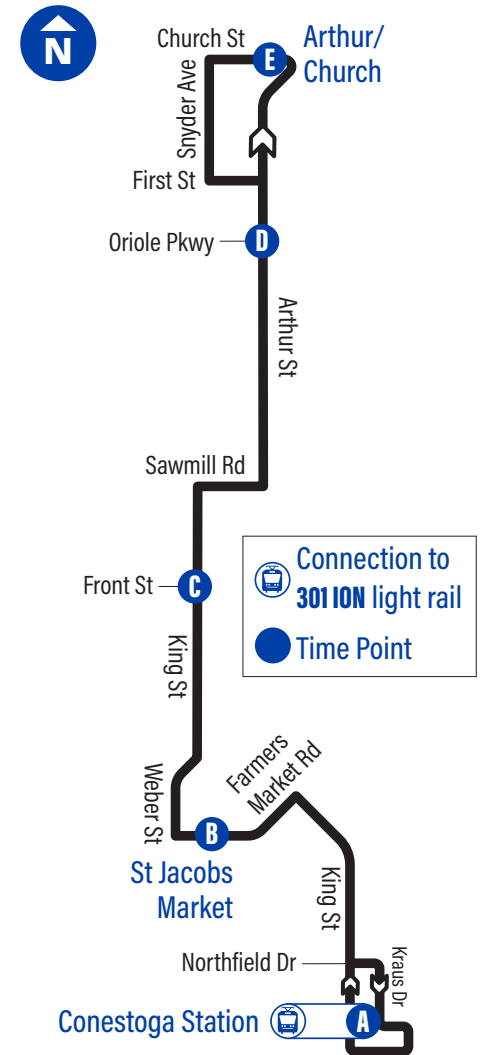 N
Church St
E
Arthur/
Church
Snyder Ave
First St
Oriole Pkwy
D
Arthur St
Sawmill Rd
Connection to
301 ION light rail
Time Point
Front St
C
King St
Farmers
Market Rd
Weber St
B
St Jacobs
Market
King St
Northfield Dr
Kraus Dr
Conestoga Station
A